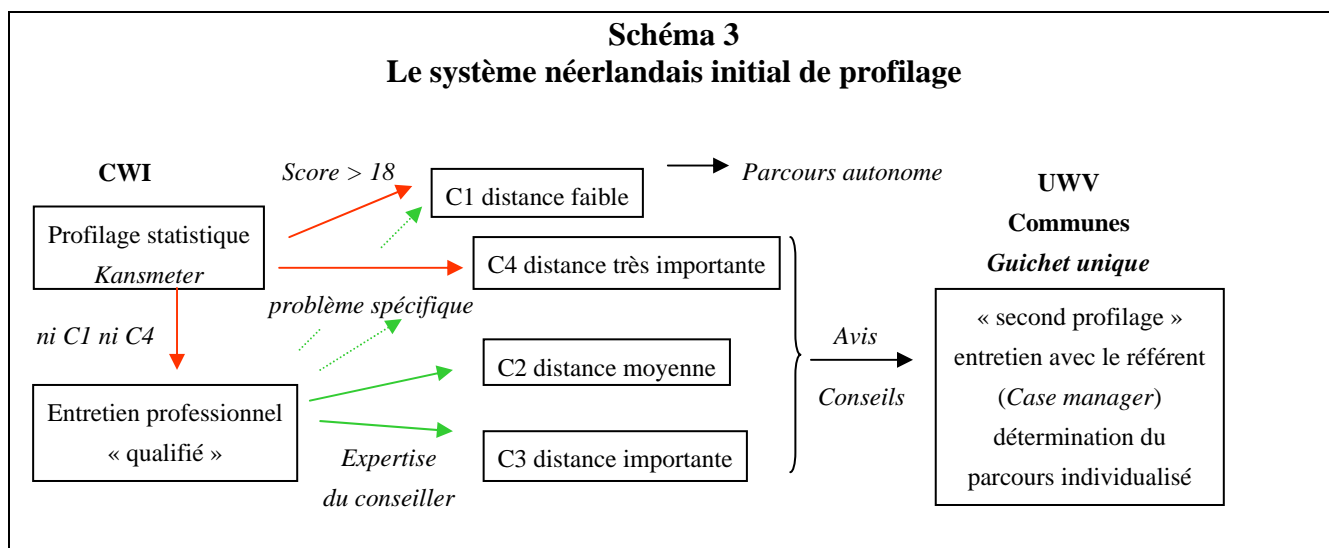 Schéma 3
Le système néerlandais initial de profilage
CWI
Score > 18
C1 distance faible
Parcours autonome
UWV
Communes
Guichet unique
Profilage statistique
Kansmeter
C4 distance très importante
problème spécifique
ni C1 ni C4
C2 distance moyenne
Avis
Conseils
« second profilage »
entretien avec le référent
(Case manager)
détermination du
parcours individualisé
Entretien professionnel
« qualifié »
Expertise
du conseiller
C3 distance importante